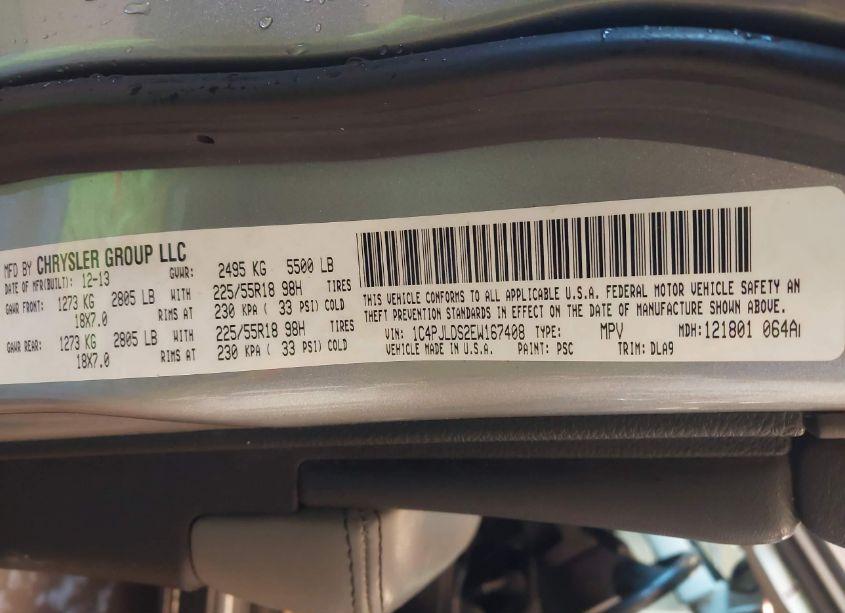 MFD BY CHRYSLER GROUP LLC
DATE OF MFR(BUILT): 12-13 GVWR: 2495 KG 5500 LB
GAWR FRONT: 1273 KG 2805 LB WITH 225/55R18 98H TIRES
18X7.0 RIMS AT 230 KPA ( 33 PSI) COLD
GAWR REAR: 1273 KG 2805 LB WITH 225/55R18 98H TIRES
18X7.0 RIMS AT 230 KPA ( 33 PSI) COLD
THIS VEHICLE CONFORMS TO ALL APPLICABLE U.S.A. FEDERAL MOTOR VEHICLE SAFETY AN
THEFT PREVENTION STANDARDS IN EFFECT ON THE DATE OF MANUFACTURE SHOWN ABOVE.
VIN: 1C4PJLDS2EW167408 TYPE: MPV MDH: 121801 064A
VEHICLE MADE IN U.S.A. PAINT: PSC TRIM: DLA9